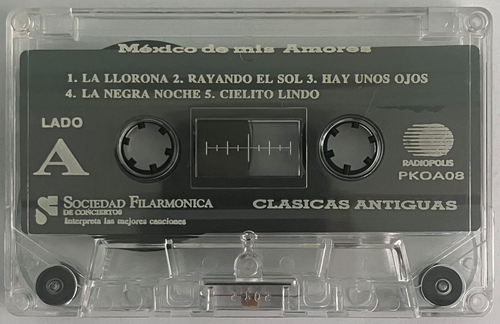 México de mis Amores
1. LA LLORONA 2. RAYANDO EL SOL 3. HAY UNOS OJOS
4. LA NEGRA NOCHE 5. CIELITO LINDO
LADO
A
RADIOPOLIS
PKOA08
SOCIEDAD FILARMONICA
DE CONCIERTOS
Interpreta las mejores canciones
CLASICAS ANTIGUAS